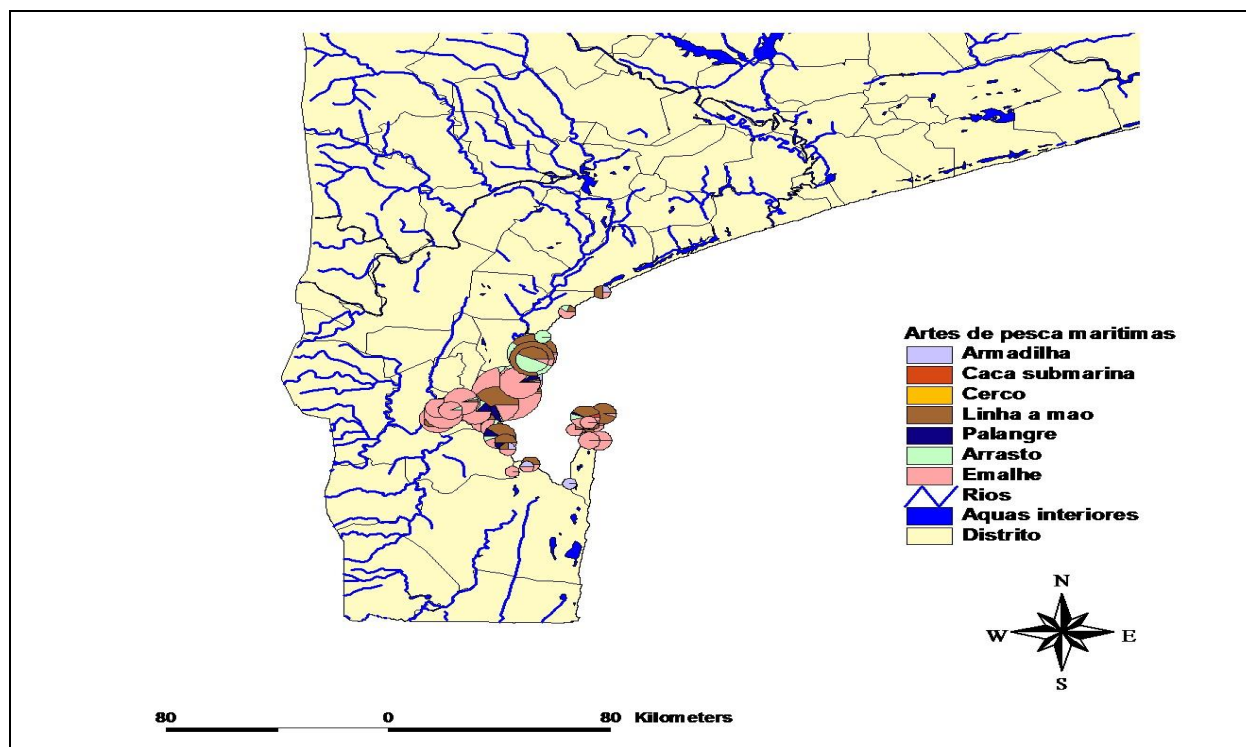 Artes de pesca maritimas
Armadilha
Caca submarina
Cerco
Linha a mao
Palangre
Arrasto
Emalhe
Rios
Aquas interiores
Distrito
N
W E
S
80 0 80 Kilometers